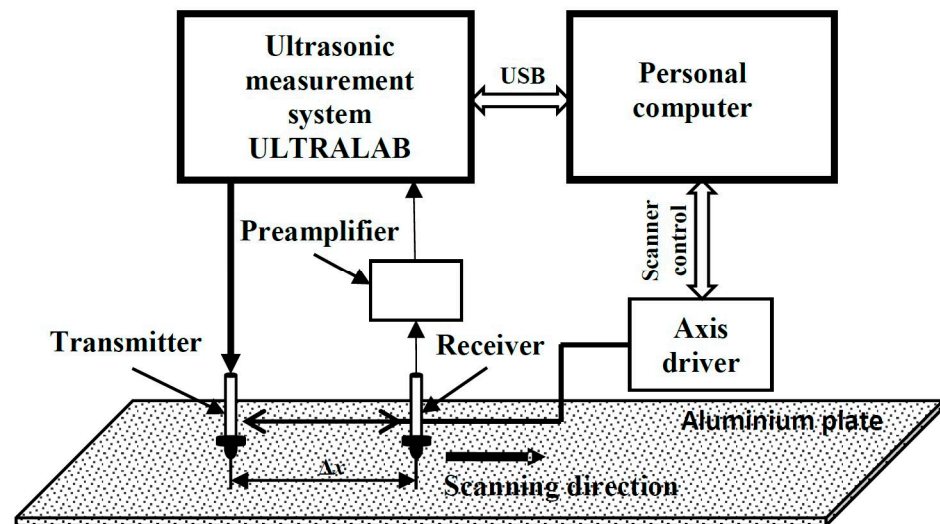 Ultrasonic
measurement
system
ULTRALAB
USB
Personal
computer
Preamplifier
Scanner
control
Transmitter
Receiver
Axis
driver
Aluminium plate
Δx
Scanning direction